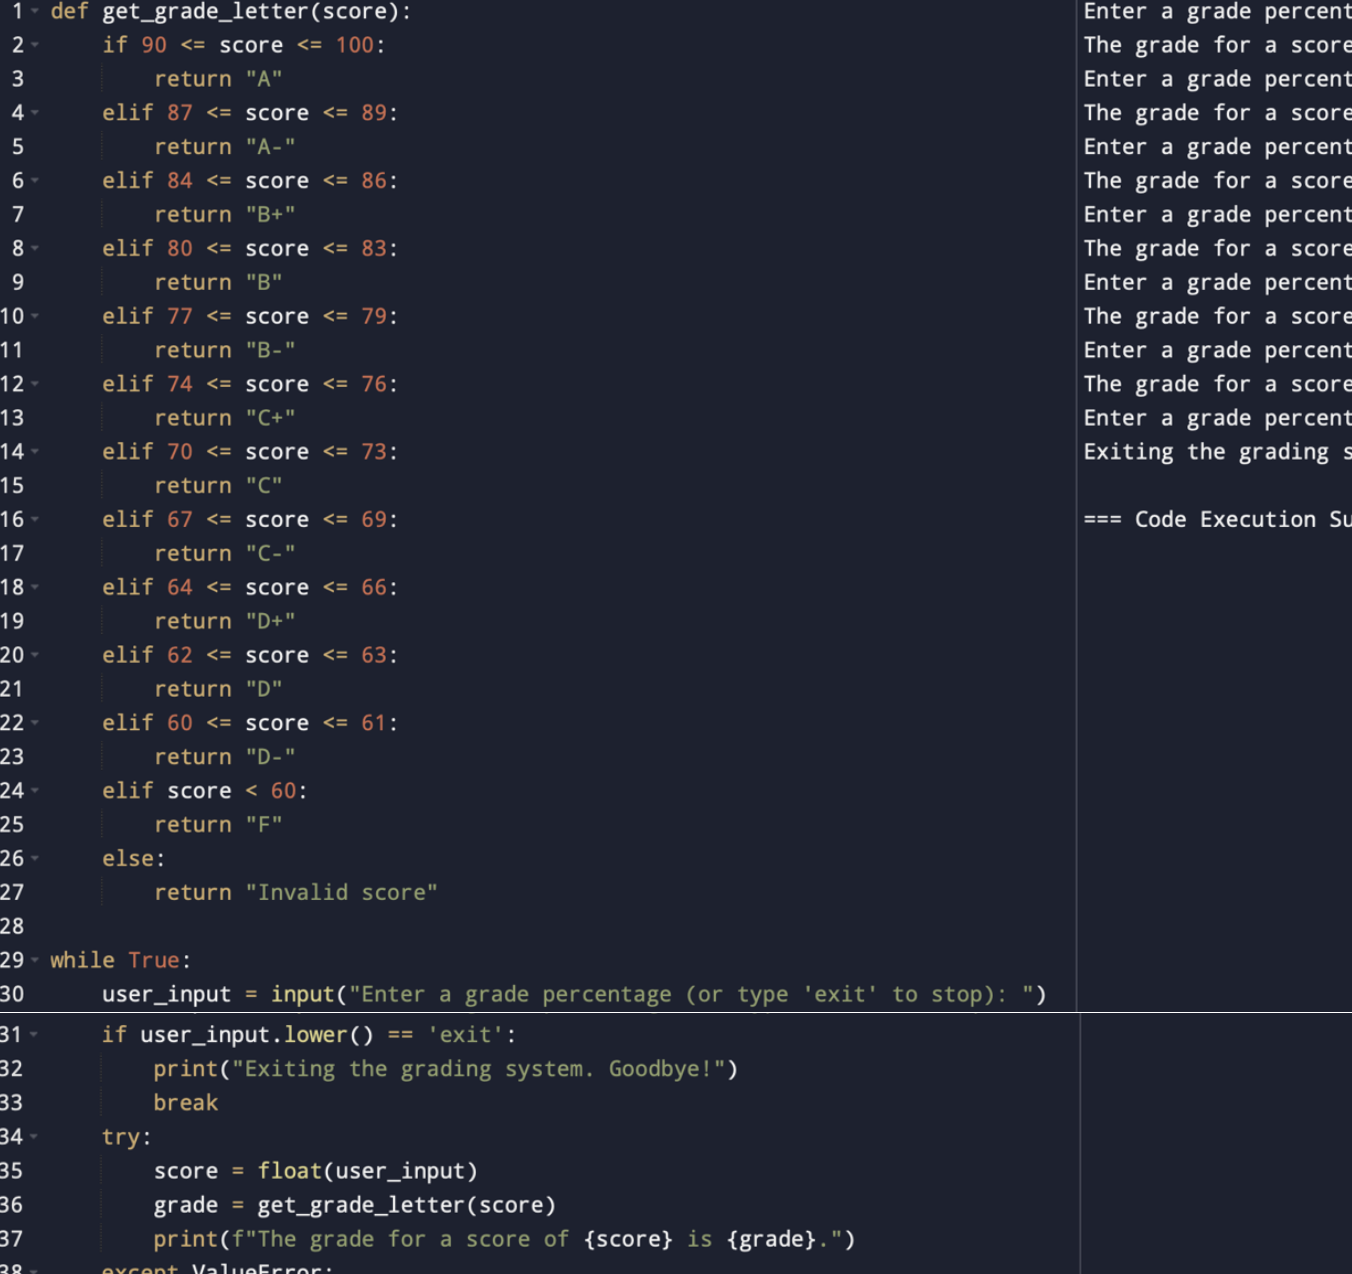 1 def get_grade_letter(score):
2     if 90 <= score <= 100:
3         return "A"
4     elif 87 <= score <= 89:
5         return "A-"
6     elif 84 <= score <= 86:
7         return "B+"
8     elif 80 <= score <= 83:
9         return "B"
10     elif 77 <= score <= 79:
11         return "B-"
12     elif 74 <= score <= 76:
13         return "C+"
14     elif 70 <= score <= 73:
15         return "C"
16     elif 67 <= score <= 69:
17         return "C-"
18     elif 64 <= score <= 66:
19         return "D+"
20     elif 62 <= score <= 63:
21         return "D"
22     elif 60 <= score <= 61:
23         return "D-"
24     elif score < 60:
25         return "F"
26     else:
27         return "Invalid score"
28
29 while True:
30     user_input = input("Enter a grade percentage (or type 'exit' to stop): ")
31     if user_input.lower() == 'exit':
32         print("Exiting the grading system. Goodbye!")
33         break
34     try:
35         score = float(user_input)
36         grade = get_grade_letter(score)
37         print(f"The grade for a score of {score} is {grade}.")
38     except ValueError:
Enter a grade percent
The grade for a score
Enter a grade percent
The grade for a score
Enter a grade percent
The grade for a score
Enter a grade percent
The grade for a score
Enter a grade percent
The grade for a score
Enter a grade percent
The grade for a score
Enter a grade percent
Exiting the grading s
=== Code Execution Su